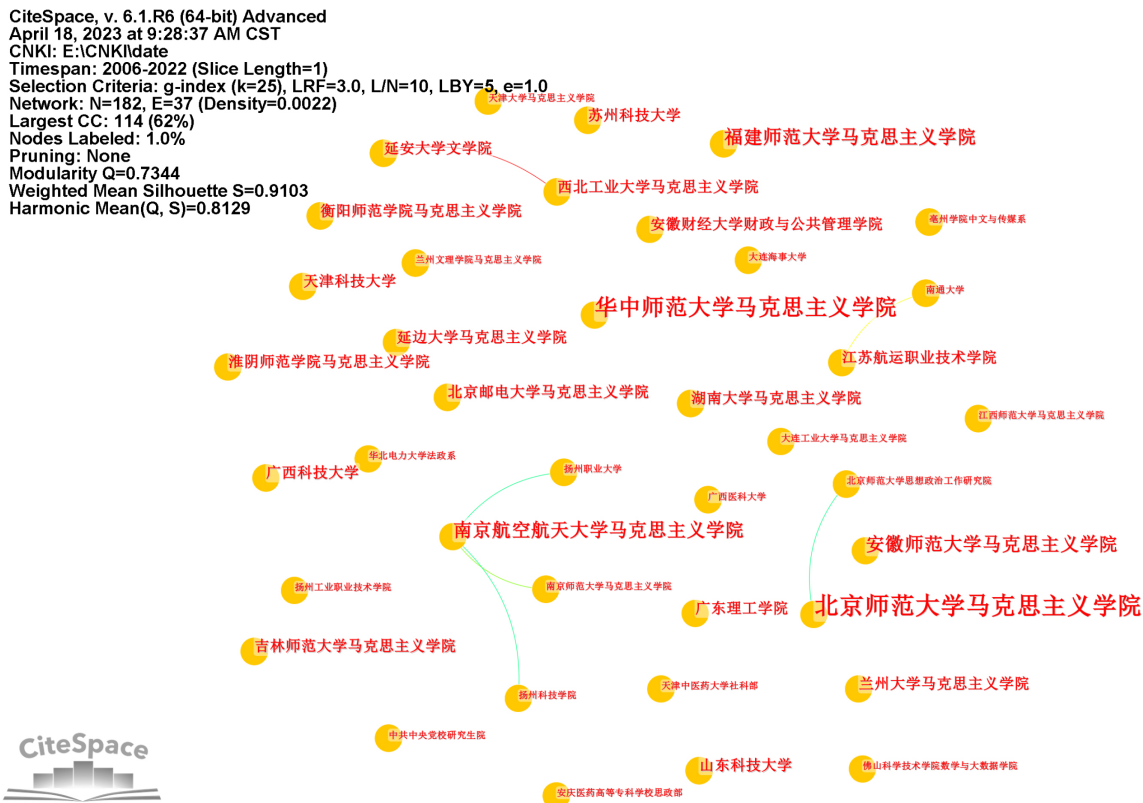 CiteSpace, v. 6.1.R6 (64-bit) Advanced
April 18, 2023 at 9:28:37 AM CST
CNKI: E:\CNKI\date
Timespan: 2006-2022 (Slice Length=1)
Selection Criteria: g-index (k=25), LRF=3.0, L/N=10, LBY=5, e=1.0
Network: N=182, E=37 (Density=0.0022)
Largest CC: 114 (62%)
Nodes Labeled: 1.0%
Pruning: None
Modularity Q=0.7344
Weighted Mean Silhouette S=0.9103
Harmonic Mean(Q, S)=0.8129
天津大学马克思主义学院
苏州科技大学
福建师范大学马克思主义学院
延安大学文学院
西北工业大学马克思主义学院
衡阳师范学院马克思主义学院
安徽财经大学财政与公共管理学院
亳州学院中文与传媒系
兰州文理学院马克思主义学院
大连海事大学
天津科技大学
南通大学
华中师范大学马克思主义学院
延边大学马克思主义学院
江苏航运职业技术学院
淮阴师范学院马克思主义学院
北京邮电大学马克思主义学院
湖南大学马克思主义学院
江西师范大学马克思主义学院
大连工业大学马克思主义学院
华北电力大学法政系
广西科技大学
扬州职业大学
北京师范大学思想政治工作研究院
广西医科大学
南京航空航天大学马克思主义学院
安徽师范大学马克思主义学院
扬州工业职业技术学院
南京师范大学马克思主义学院
广东理工学院
北京师范大学马克思主义学院
吉林师范大学马克思主义学院
天津中医药大学社科部
兰州大学马克思主义学院
扬州科技学院
中共中央党校研究生院
山东科技大学
佛山科学技术学院数学与大数据学院
安庆医药高等专科学校思政部
CiteSpace